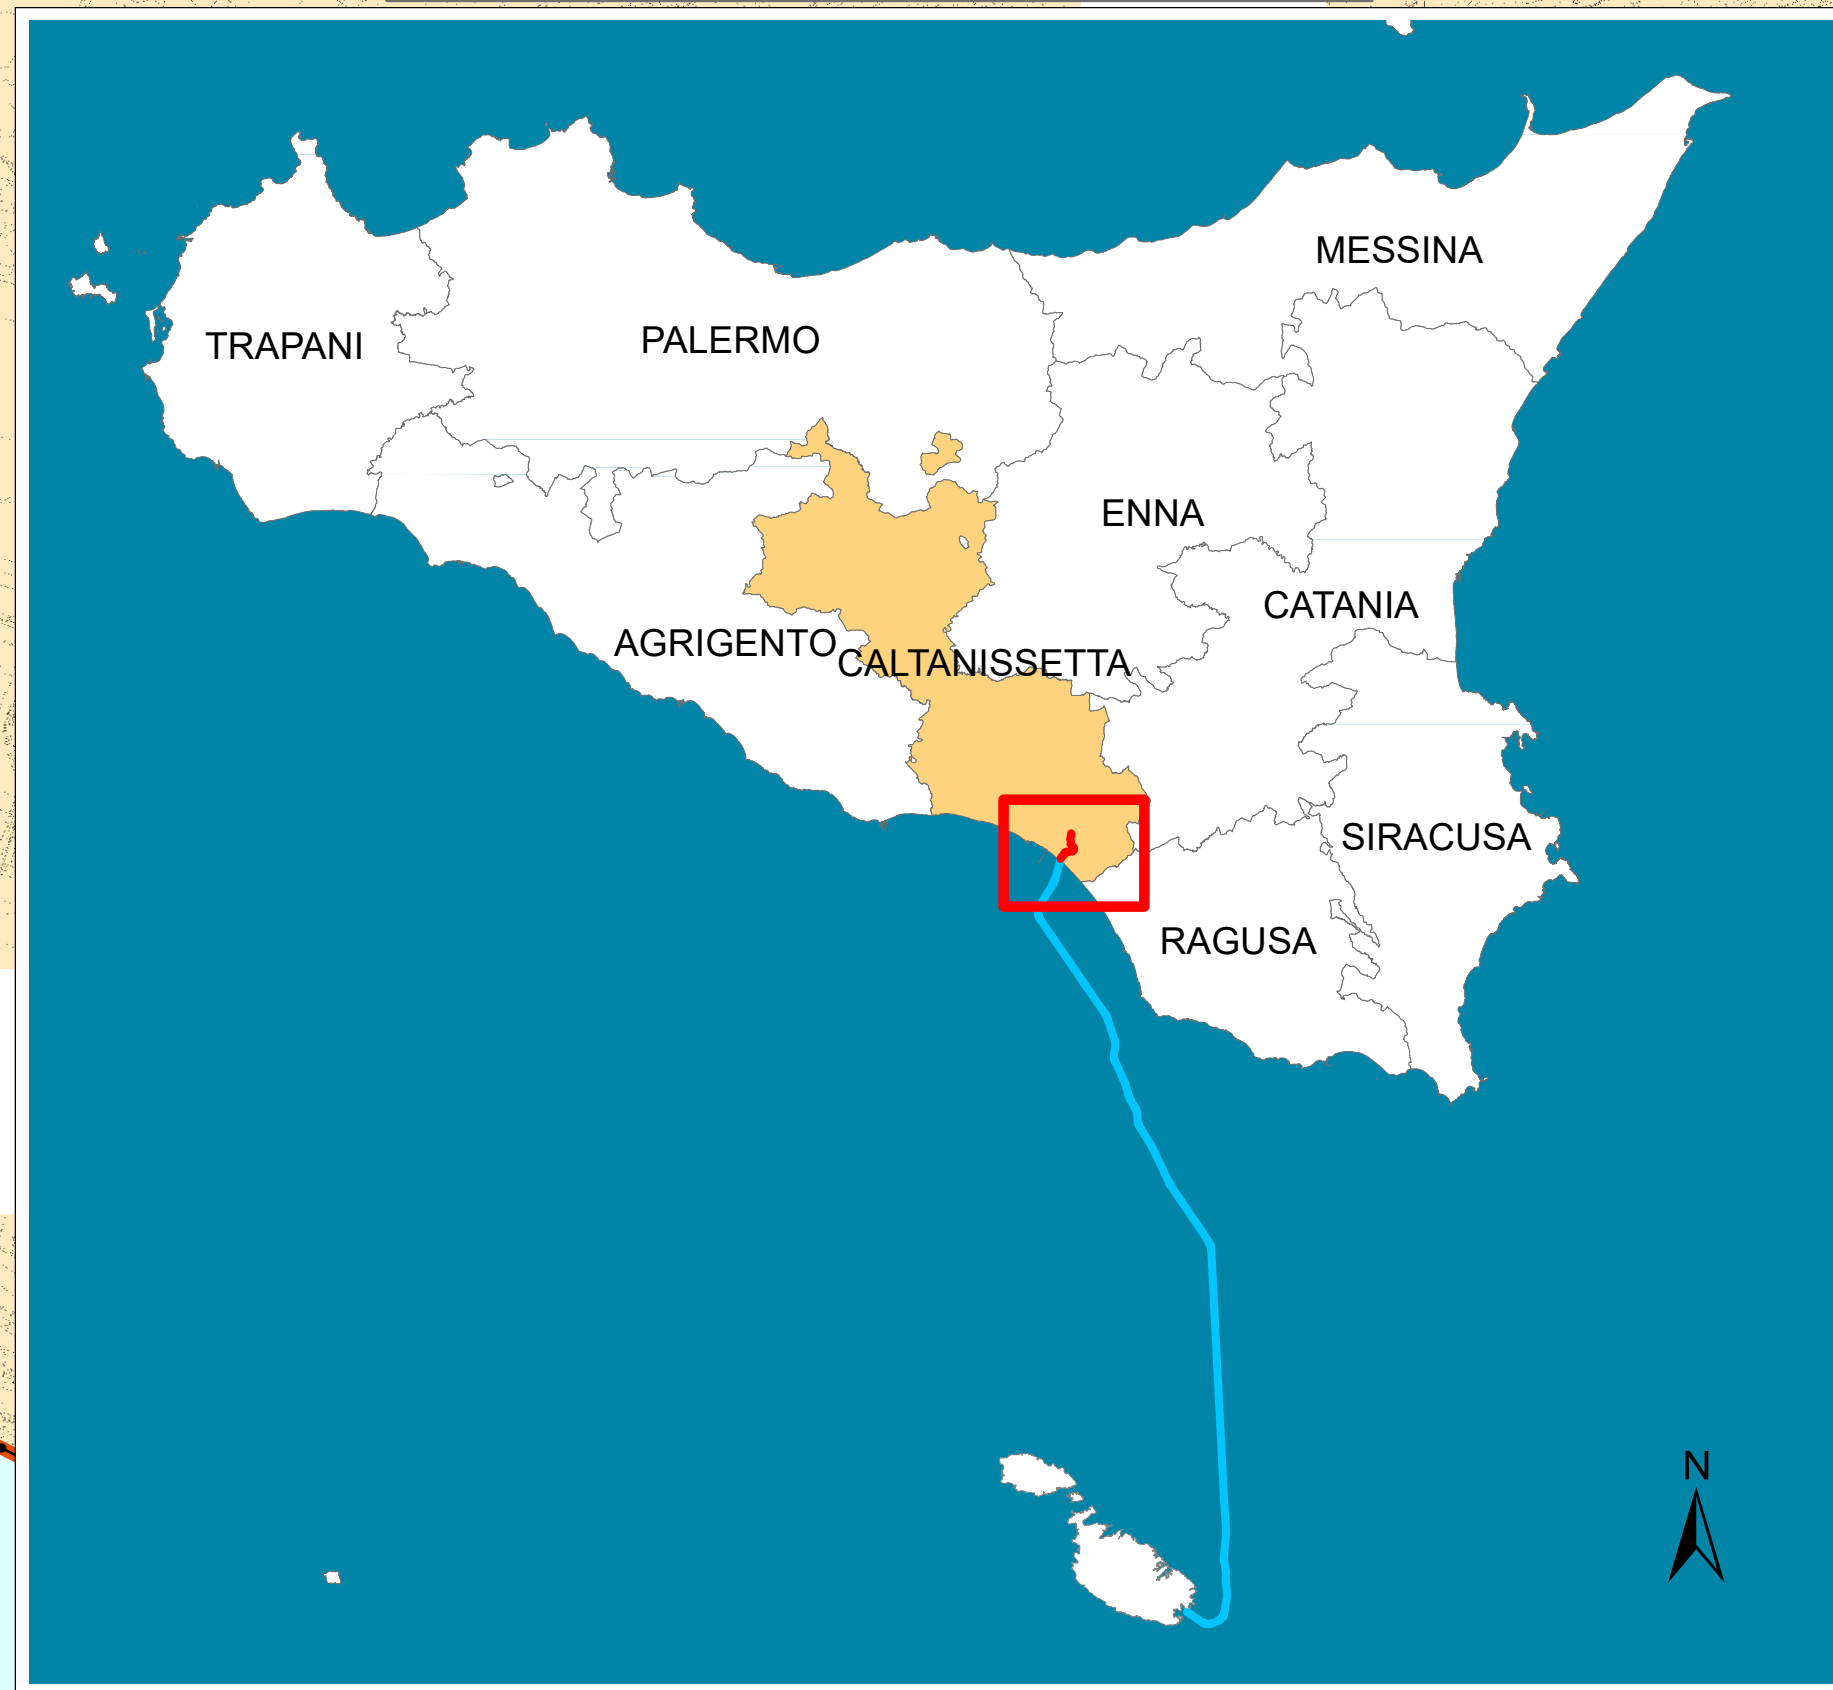 MESSINA
PALERMO
TRAPANI
ENNA
CATANIA
AGRIGENTO
CALTANISSETTA
SIRACUSA
RAGUSA
N